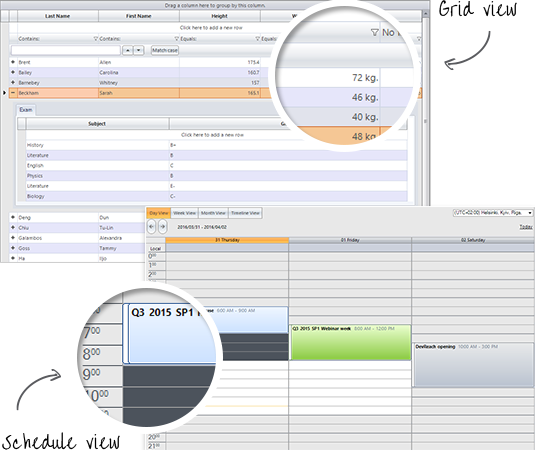 Drag a column here to group by this column.
Grid view
Last Name First Name Height
Click here to add a new row
No
Contains: Contains: Equals: Equals:
Match case
Brent Allen 175.4
Bailey Carolina 160.7
Barnebey Whitney 157
Beckham Sarah 165.1
72 kg.
46 kg.
40 kg.
48 kg.
Exam
Subject
Click here to add a new row
History B+
Literature B
English C
Physics B
Literature E-
Biology C-
Deng Dun
Chiu Tu-Lin
Galambos Alexandra
Goss Tammy
Ha Ijo
Day View Week View Month View Timeline View
(UTC+02:00) Helsinki, Kyiv, Riga,
2016/03/31 - 2016/04/02
Today
31 Thursday 01 Friday 02 Saturday
Local
0 00
1 00
2 00
Q3 2015 SP1 6:00 AM - 9:00 AM
7 00
8 00
9 00
10 00
Q3 2015 SP1 Webinar week 8:00 AM - 12:00 PM
DevReach opening 10:00 AM - 3:00 PM
20 00
21 00
Schedule view